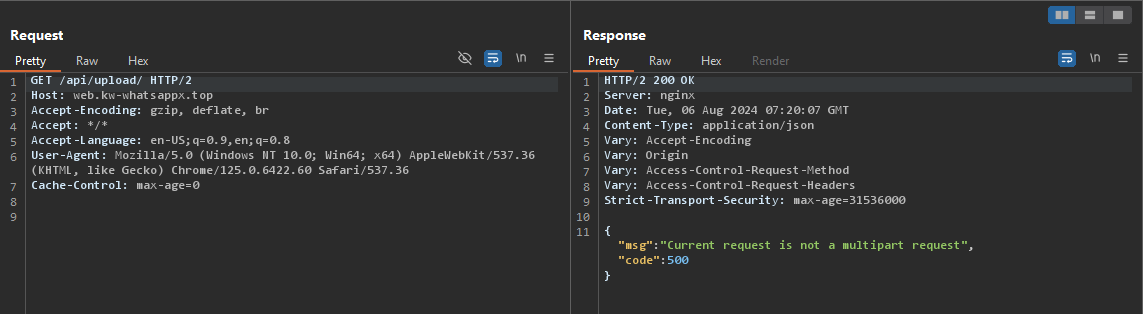 Request
Pretty Raw Hex \n
1 GET /api/upload/ HTTP/2
2 Host: web.kw-whatsappx.top
3 Accept-Encoding: gzip, deflate, br
4 Accept: */*
5 Accept-Language: en-US;q=0.9,en;q=0.8
6 User-Agent: Mozilla/5.0 (Windows NT 10.0; Win64; x64) AppleWebKit/537.36
(KHTML, like Gecko) Chrome/125.0.6422.60 Safari/537.36
7 Cache-Control: max-age=0
8
9
Response
Pretty Raw Hex Render \n
1 HTTP/2 200 OK
2 Server: nginx
3 Date: Tue, 06 Aug 2024 07:20:07 GMT
4 Content-Type: application/json
5 Vary: Accept-Encoding
6 Vary: Origin
7 Vary: Access-Control-Request-Method
8 Vary: Access-Control-Request-Headers
9 Strict-Transport-Security: max-age=31536000
10
11 {
"msg":"Current request is not a multipart request",
"code":500
}